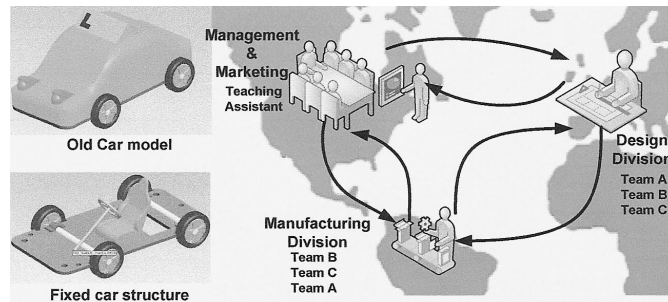 Old Car model
Fixed car structure
Management
&
Marketing
Teaching
Assistant
Design
Division
Team A
Team B
Team C
Manufacturing
Division
Team B
Team C
Team A